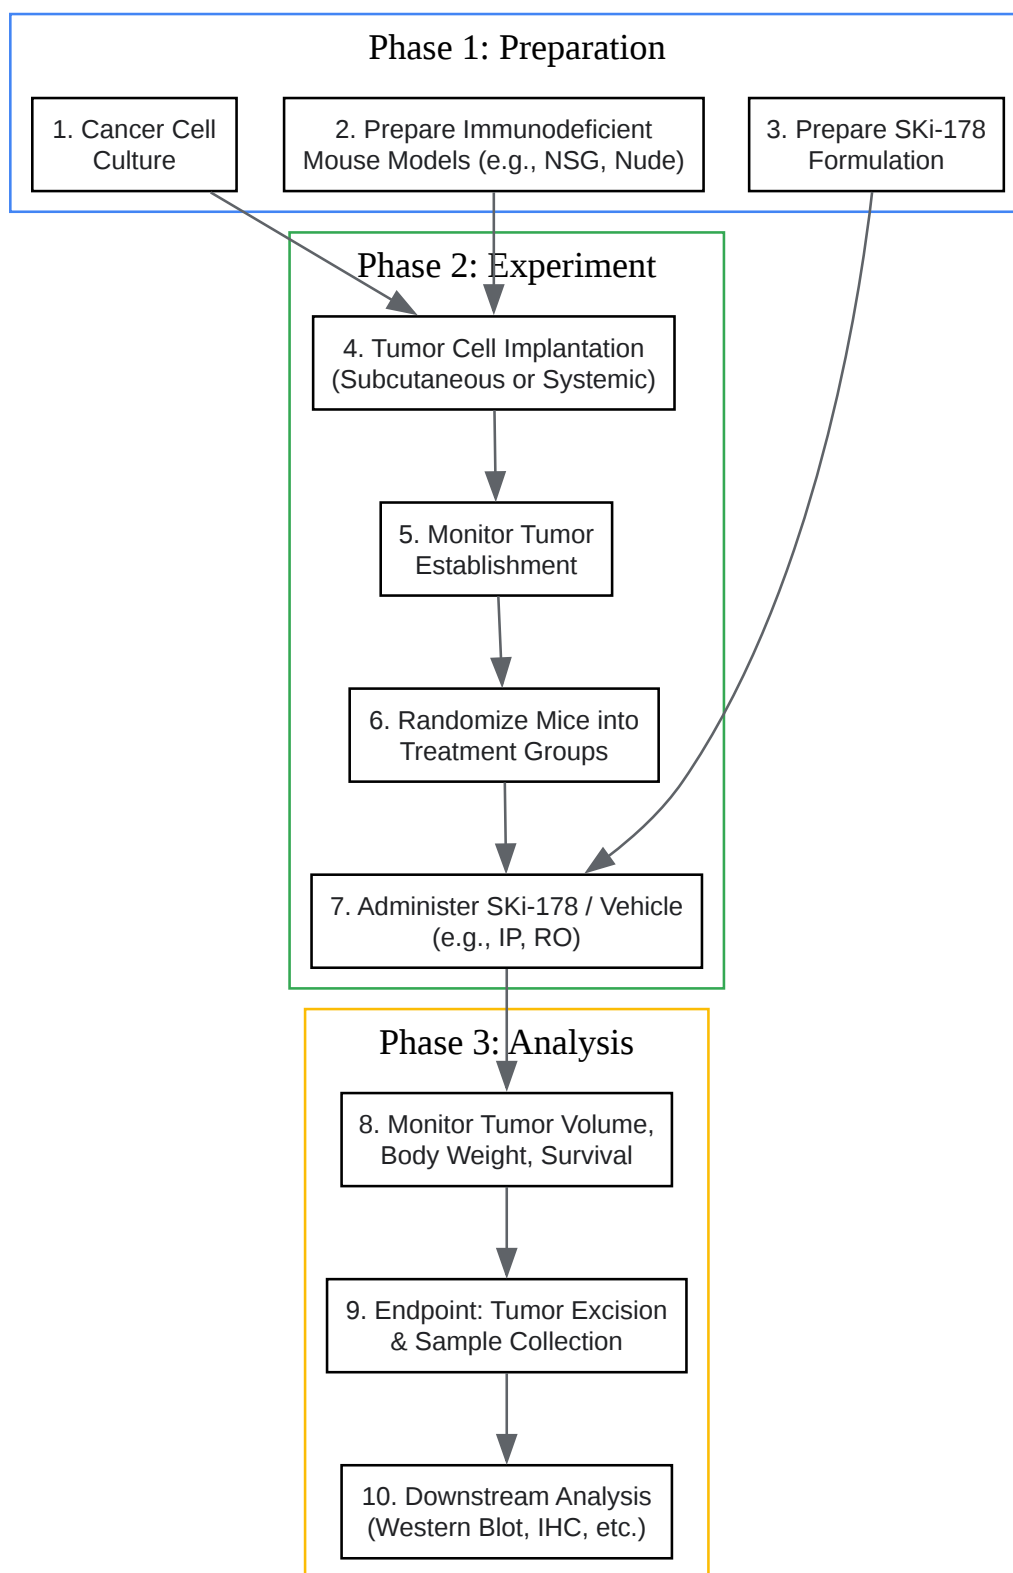 Phase 1: Preparation
1. Cancer Cell
Culture
2. Prepare Immunodeficient
Mouse Models (e.g., NSG, Nude)
3. Prepare SKi-178
Formulation
Phase 2: Experiment
4. Tumor Cell Implantation
(Subcutaneous or Systemic)
5. Monitor Tumor
Establishment
6. Randomize Mice into
Treatment Groups
7. Administer SKi-178 / Vehicle
(e.g., IP, RO)
Phase 3: Analysis
8. Monitor Tumor Volume,
Body Weight, Survival
9. Endpoint: Tumor Excision
& Sample Collection
10. Downstream Analysis
(Western Blot, IHC, etc.)